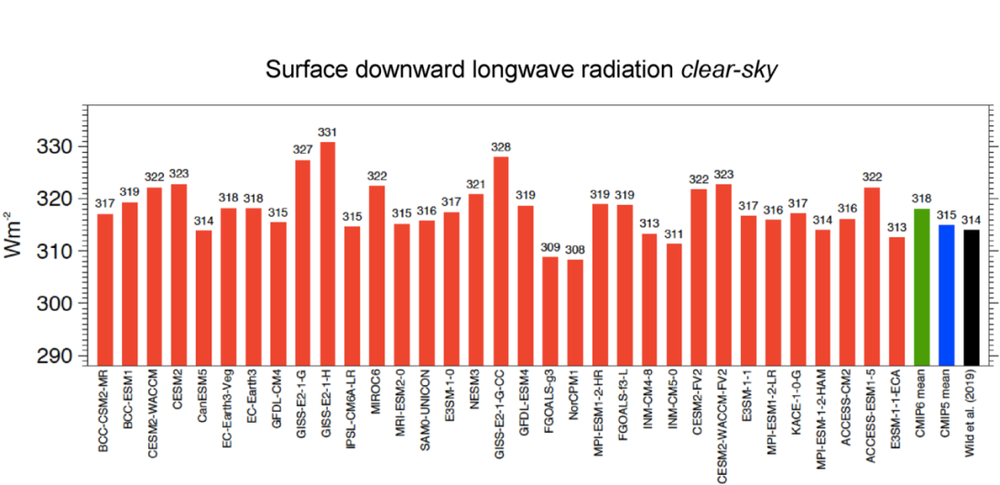 Surface downward longwave radiation clear-sky
Wm-2
330
320
310
300
290
317
319
322
323
314
318
318
315
327
331
315
322
315
316
317
321
328
319
309
308
319
319
313
311
322
323
317
316
317
314
316
322
313
318
315
314
BCC-CSM2-MR
BCC-ESM1
CESM2-WACCM
CESM2
CanESM5
EC-Earth3-Veg
EC-Earth3
GFDL-CM4
GISS-E2-1-G
GISS-E2-1-H
IPSL-CM6A-LR
MIROC6
MRI-ESM2-0
SAM0-UNICON
E3SM-1-0
NESM3
GISS-E2-1-G-CC
GFDL-ESM4
FGOALS-g3
NorCPM1
MPI-ESM1-2-HR
FGOALS-f3-L
INM-CM4-8
INM-CM5-0
CESM2-FV2
CESM2-WACCM-FV2
E3SM-1-1
MPI-ESM1-2-LR
KACE-1-0-G
MPI-ESM-1-2-HAM
ACCESS-CM2
ACCESS-ESM1-5
E3SM-1-1-ECA
CMIP6 mean
CMIP5 mean
Wild et al. (2019)